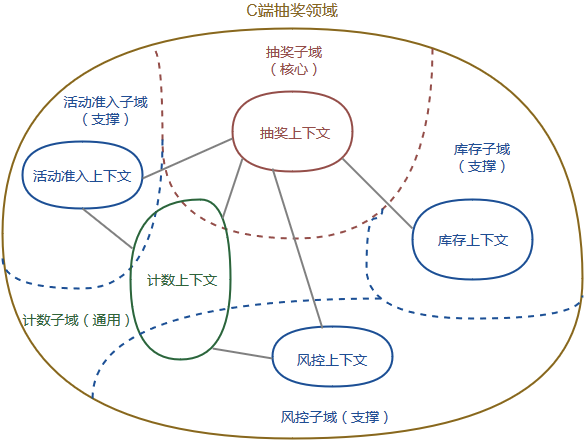 C端抽奖领域
抽奖子域
（核心）
活动准入子域
（支撑）
抽奖上下文
库存子域
（支撑）
活动准入上下文
库存上下文
计数上下文
计数子域（通用）
风控上下文
风控子域（支撑）